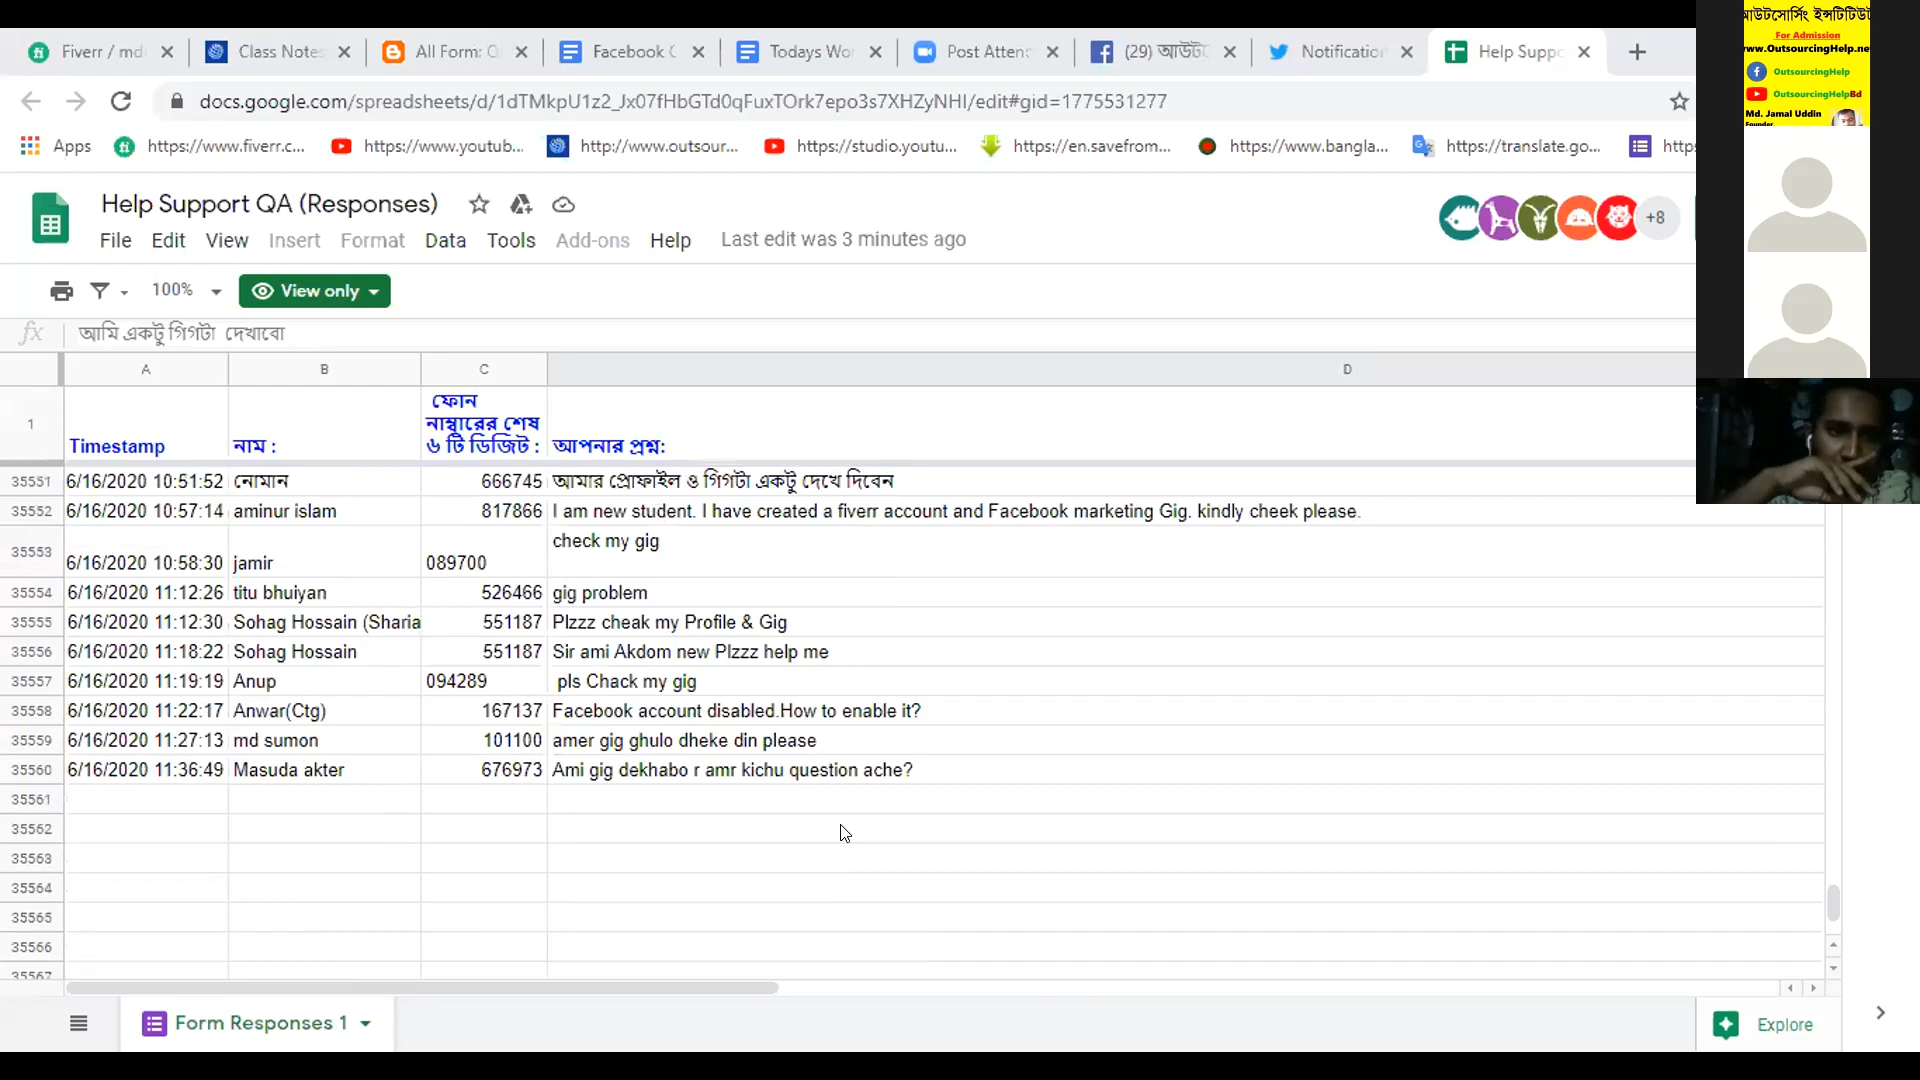 Fiverr / md
Class Notes
All Form: O
Facebook
Todays Wo
Post Atten
(29) আউট
Notification
Help Suppo
docs.google.com/spreadsheets/d/1dTMkpU1z2_Jx07fHbGTd0qFuxTOrk7epo3s7XHZyNHI/edit#gid=1775531277
Apps
https://www.fiverr.c...
https://www.youtub...
http://www.outsour...
https://studio.youtu...
https://en.savefrom...
https://www.bangla...
https://translate.go...
https
Help Support QA (Responses)
+8
File Edit View Insert Format Data Tools Add-ons Help Last edit was 3 minutes ago
100% View only
fx আমি একটু গিগটা দেখাবো
A B C D
1 Timestamp নাম : ফোন
নাম্বারের শেষ
৬ টি ডিজিট : আপনার প্রশ্ন:
35551 6/16/2020 10:51:52 নোমান 666745 আমার প্রোফাইল ও গিগটা একটু দেখে দিবেন
35552 6/16/2020 10:57:14 aminur islam 817866 I am new student. I have created a fiverr account and Facebook marketing Gig. kindly cheek please.
35553 6/16/2020 10:58:30 jamir 089700 check my gig
35554 6/16/2020 11:12:26 titu bhuiyan 526466 gig problem
35555 6/16/2020 11:12:30 Sohag Hossain (Sharia 551187 Plzzz cheak my Profile & Gig
35556 6/16/2020 11:18:22 Sohag Hossain 551187 Sir ami Akdom new Plzzz help me
35557 6/16/2020 11:19:19 Anup 094289 pls Chack my gig
35558 6/16/2020 11:22:17 Anwar(Ctg) 167137 Facebook account disabled.How to enable it?
35559 6/16/2020 11:27:13 md sumon 101100 amer gig ghulo dheke din please
35560 6/16/2020 11:36:49 Masuda akter 676973 Ami gig dekhabo r amr kichu question ache?
35561
35562
35563
35564
35565
35566
35567
Form Responses 1
Explore
আউটসোর্সিং ইন্সটিটিউট
For Admission
www.OutsourcingHelp.ne
OutsourcingHelp
OutsourcingHelpBd
Md. Jamal Uddin
Founder,